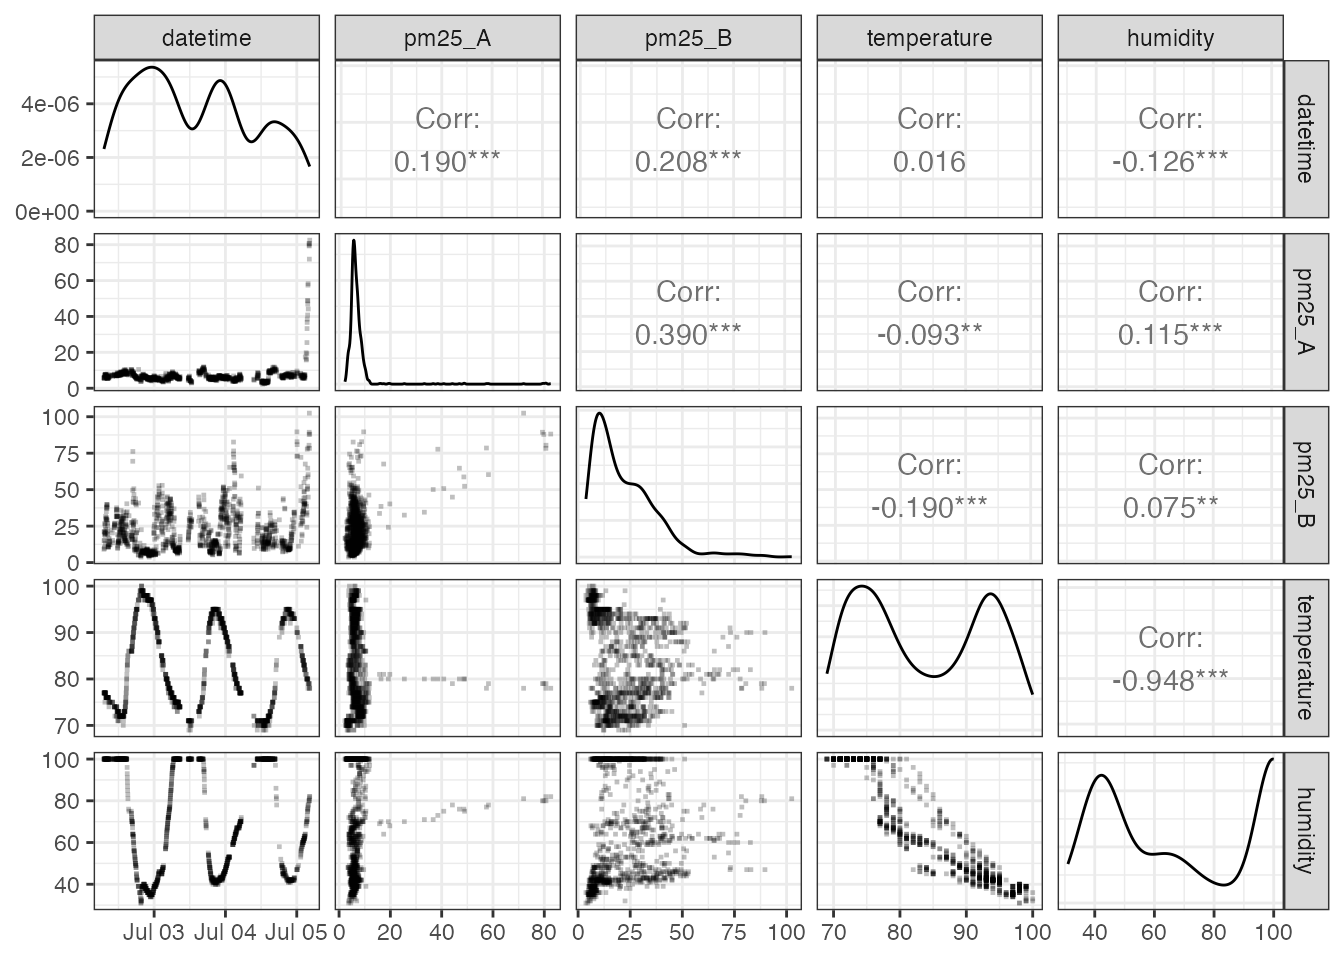 datetime pm25_A pm25_B temperature humidity
4e-06
2e-06
0e+00
Corr:
0.190***
Corr:
0.208***
Corr:
0.016
Corr:
-0.126***
datetime
80
60
40
20
0
Corr:
0.390***
Corr:
-0.093**
Corr:
0.115***
pm25_A
100
75
50
25
0
Corr:
-0.190***
Corr:
0.075**
pm25_B
100
90
80
70
Corr:
-0.948***
temperature
100
80
60
40
humidity
Jul 03 Jul 04 Jul 05 0 20 40 60 80 0 25 50 75 100 70 80 90 100 40 60 80 100